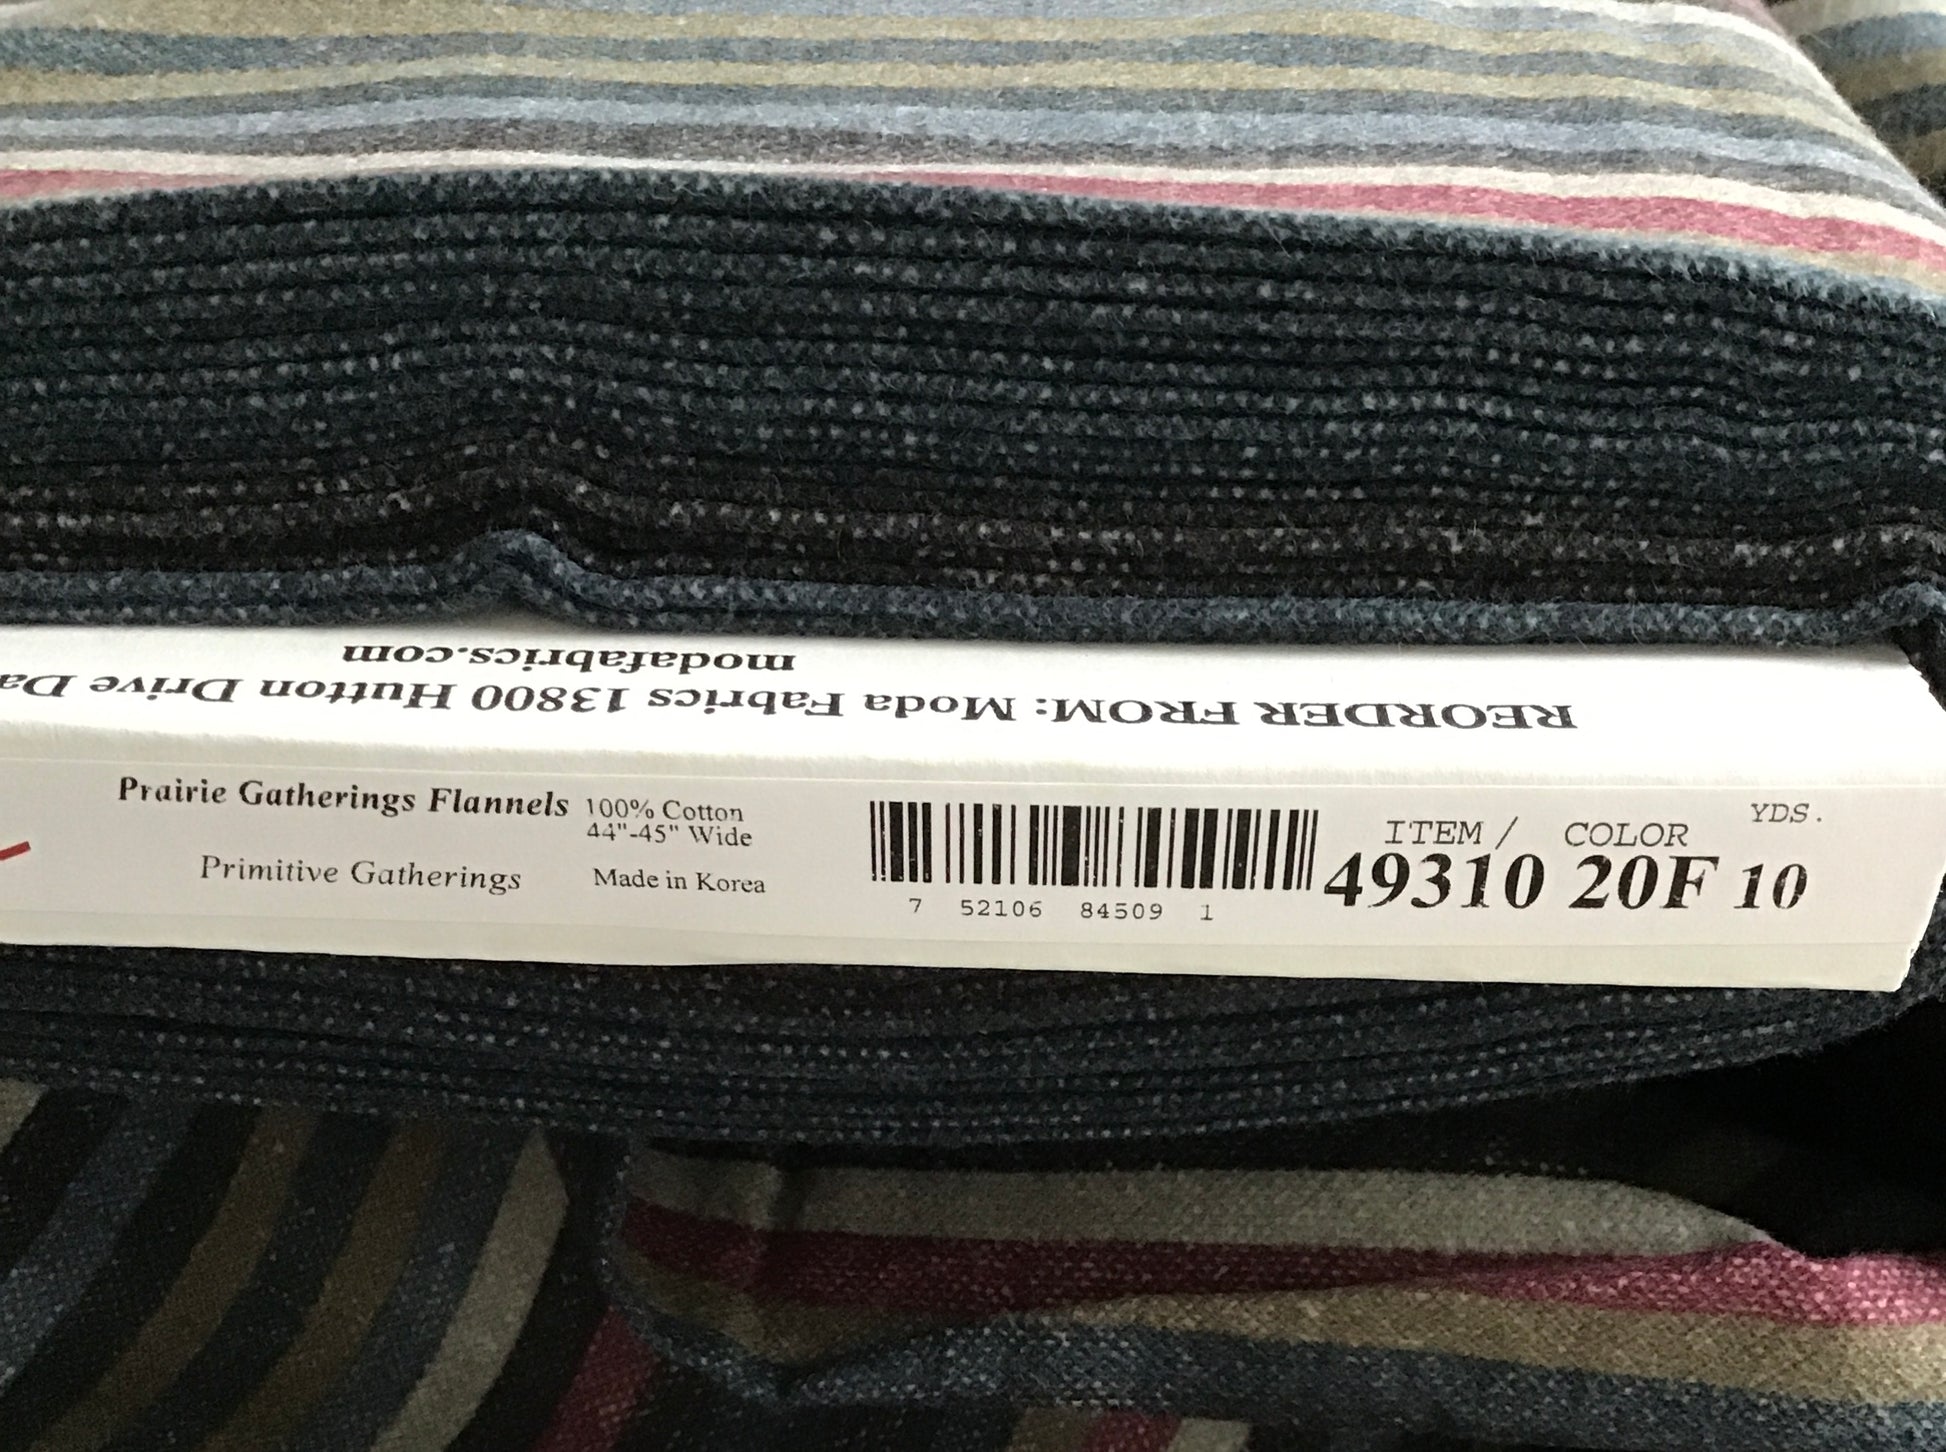 modafabrics.com
REORDER FROM: Moda Fabrics 13800 Hutton Drive Da
Prairie Gatherings Flannels
Primitive Gatherings
100% Cotton
44"-45" Wide
Made in Korea
7 52106 84509 1
ITEM / COLOR YDS.
49310 20F 10